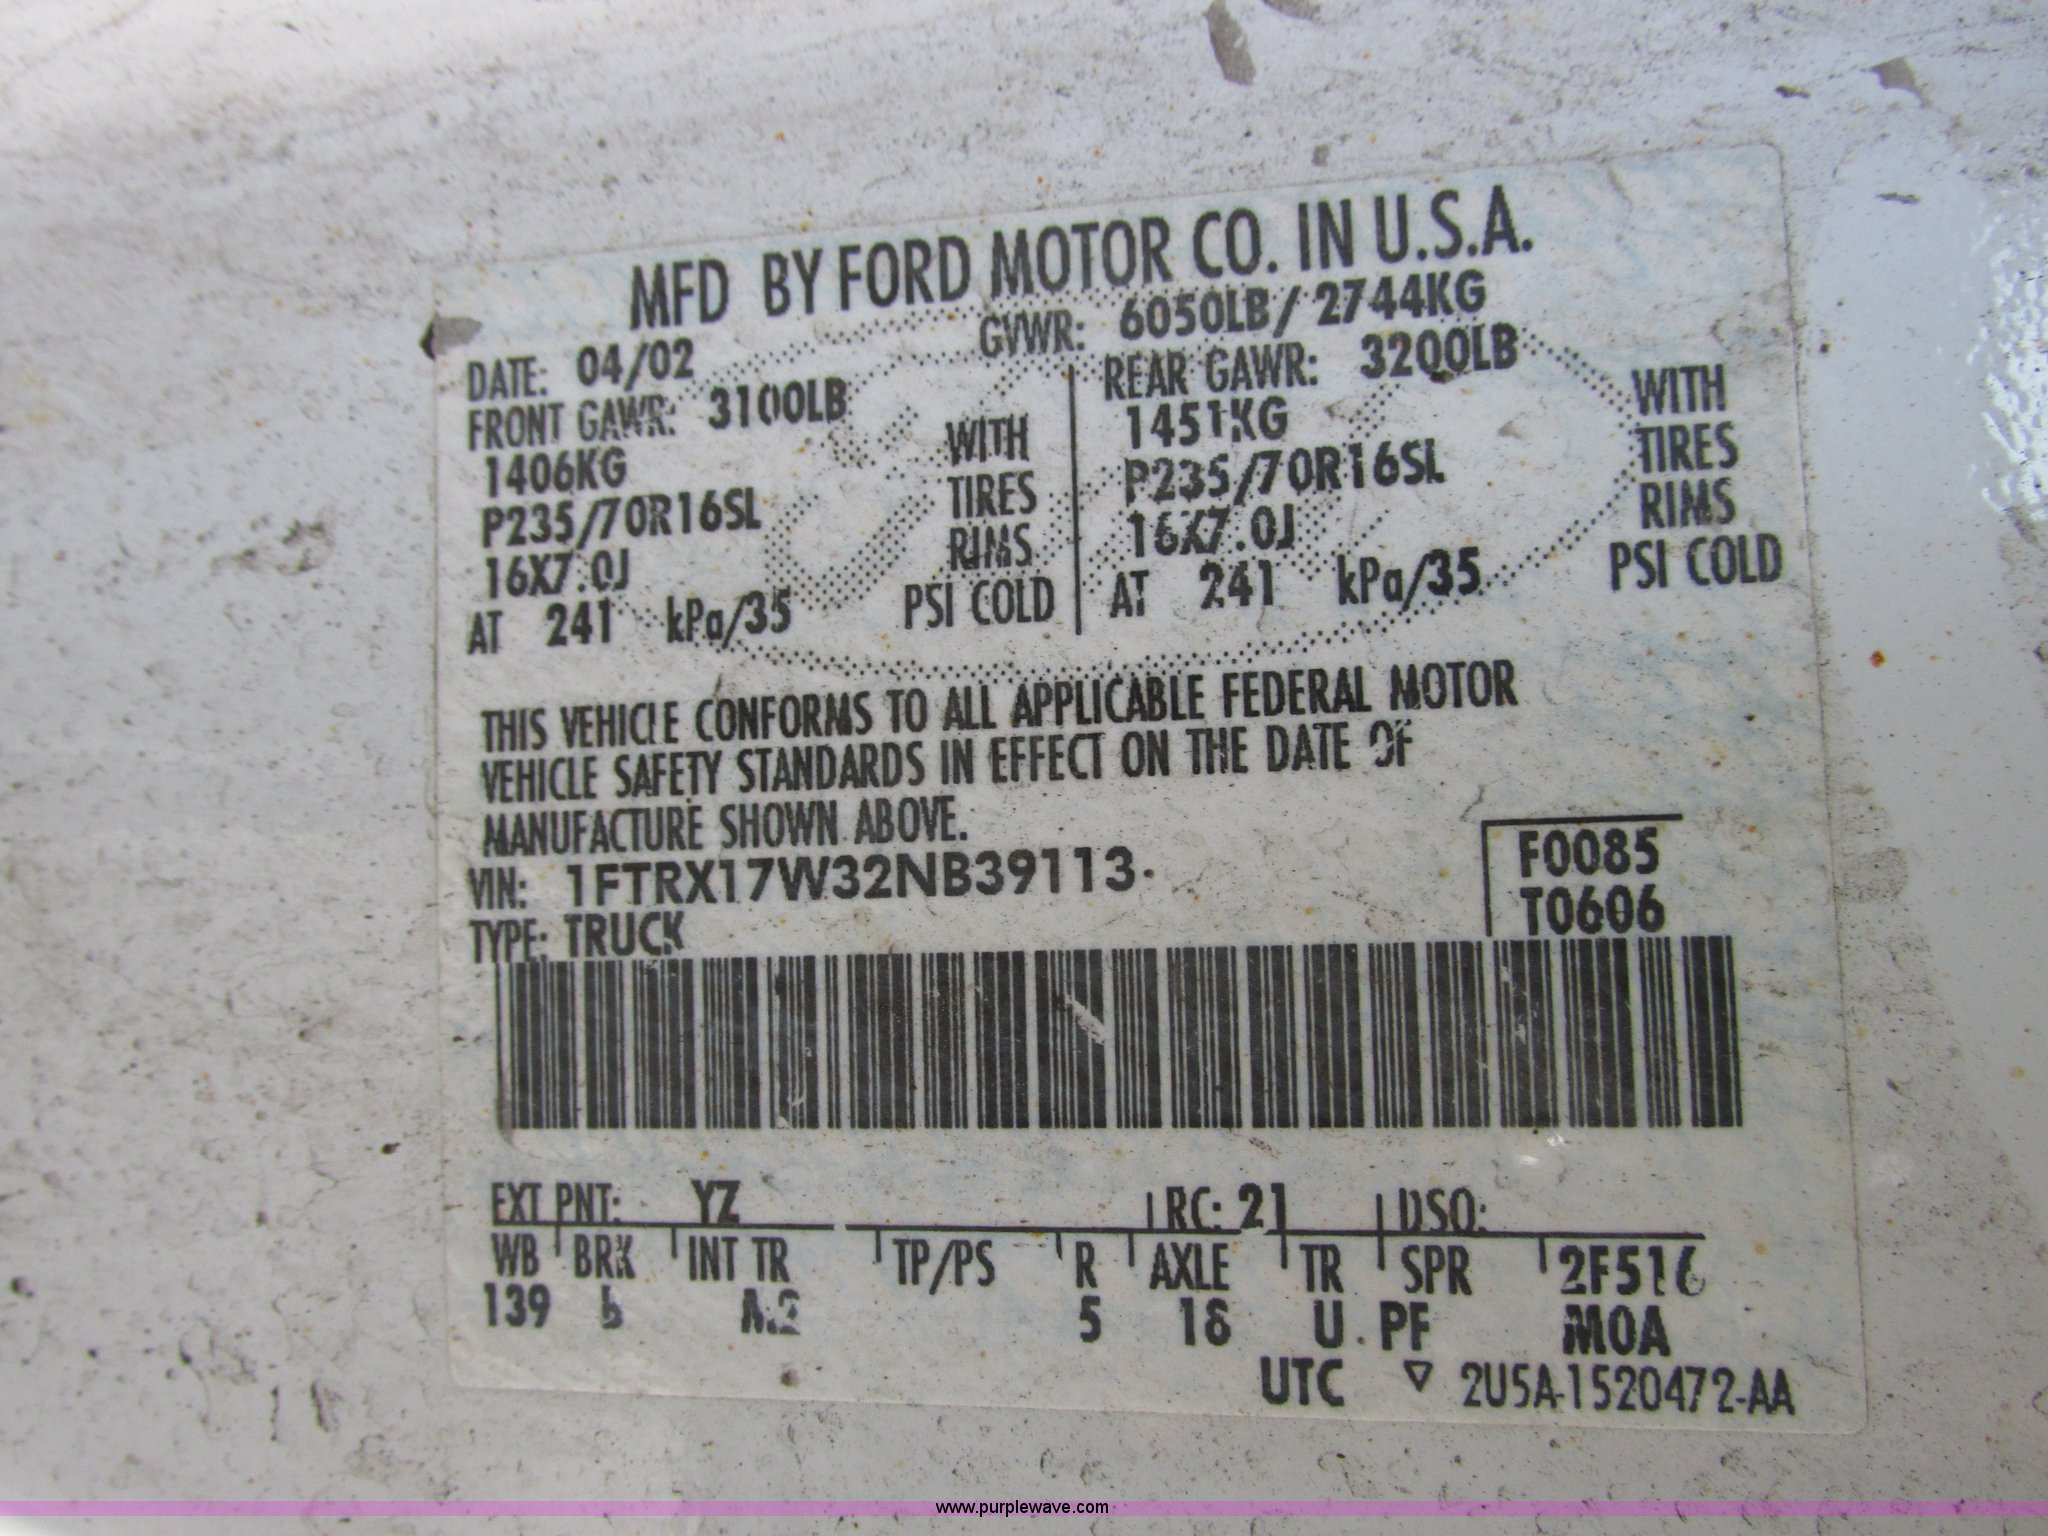 MFD BY FORD MOTOR CO. IN U.S.A.
DATE: 04/02 GVWR: 6050LB/ 2744KG
FRONT GAWR: 3100LB REAR GAWR: 3200LB
1406KG WITH 1451KG WITH
P235/70R16SL TIRES P235/70R16SL TIRES
16X7.0J RIMS 16X7.0J RIMS
AT 241 kPa/35 PSI COLD AT 241 kPa/35 PSI COLD
THIS VEHICLE CONFORMS TO ALL APPLICABLE FEDERAL MOTOR
VEHICLE SAFETY STANDARDS IN EFFECT ON THE DATE OF
MANUFACTURE SHOWN ABOVE.
F0085
VIN: 1FTRX17W32NB39113
T0606
TYPE: TRUCK
EXT PNT: YZ RC: 21 DSO:
WB BRK INT TR TP/PS R AXLE TR SPR 2F516
139 5 18 U PF MOA
UTC ▽ 2U5A-1520472-AA
www.purplewave.com